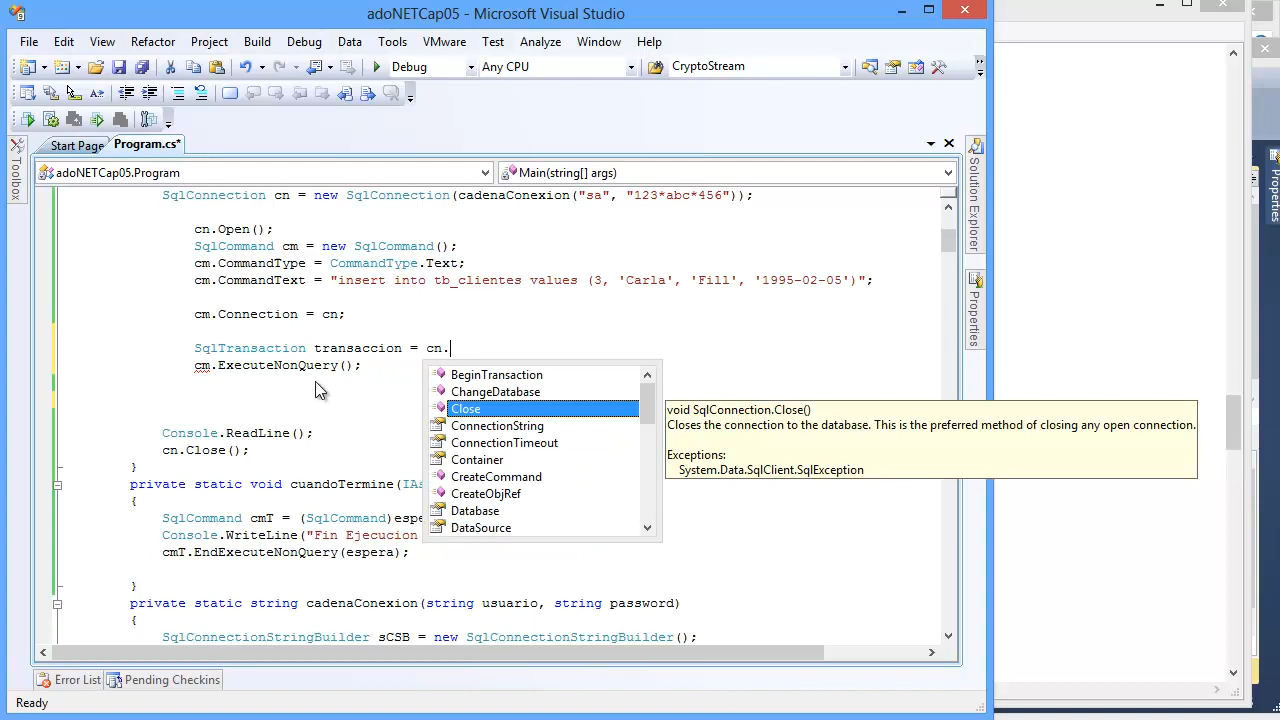 adoNETCap05 - Microsoft Visual Studio
File Edit View Refactor Project Build Debug Data Tools VMware Test Analyze Window Help
Debug Any CPU CryptoStream
Start Page Program.cs*
Toolbox
adoNETCap05.Program Main(string[] args)
SqlConnection cn = new SqlConnection(cadenaConexion("sa", "123*abc*456"));
cn.Open();
SqlCommand cm = new SqlCommand();
cm.CommandType = CommandType.Text;
cm.CommandText = "insert into tb_clientes values (3, 'Carla', 'Fill', '1995-02-05')";
cm.Connection = cn;
SqlTransaction transaccion = cn.
cm.ExecuteNonQuery();
BeginTransaction
ChangeDatabase
Close
ConnectionString
ConnectionTimeout
Container
CreateCommand
CreateObjRef
Database
DataSource
void SqlConnection.Close()
Closes the connection to the database. This is the preferred method of closing any open connection.
Exceptions:
System.Data.SqlClient.SqlException
Console.ReadLine();
cn.Close();
}
private static void cuandoTermine(IAs
{
SqlCommand cmT = (SqlCommand)espe
Console.WriteLine("Fin Ejecucion
cmT.EndExecuteNonQuery(espera);
}
private static string cadenaConexion(string usuario, string password)
{
SqlConnectionStringBuilder sCSB = new SqlConnectionStringBuilder();
Solution Explorer
Properties
Properties
Error List Pending Checkins
Ready